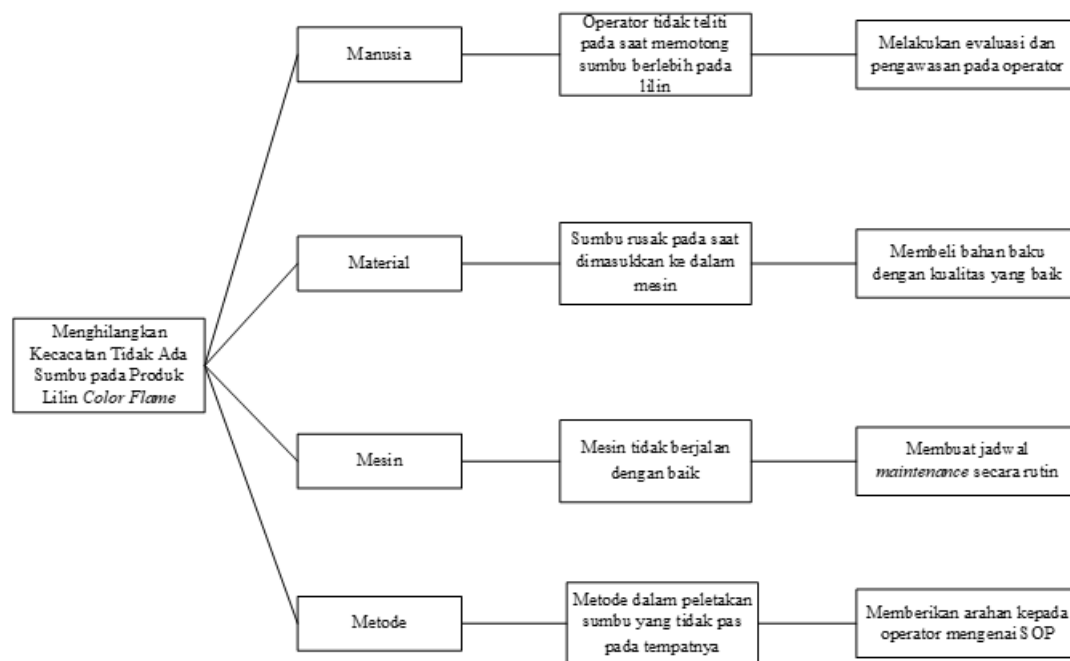 Manusia
Operator tidak teliti
pada saat memotong
sumbu berlebih pada
lilin
Melakukan evaluasi dan
pengawasan pada operator
Material
Sumbu rusak pada saat
dimasukkan ke dalam
mesin
Membeli bahan baku
dengan kualitas yang baik
Menghilangkan
Kecacatan Tidak Ada
Sumbu pada Produk
Lilin Color Flame
Mesin
Mesin tidak berjalan
dengan baik
Membuat jadwal
maintenance secara rutin
Metode
Metode dalam peletakan
sumbu yang tidak pas
pada tempatnya
Memberikan arahan kepada
operator mengenai SOP